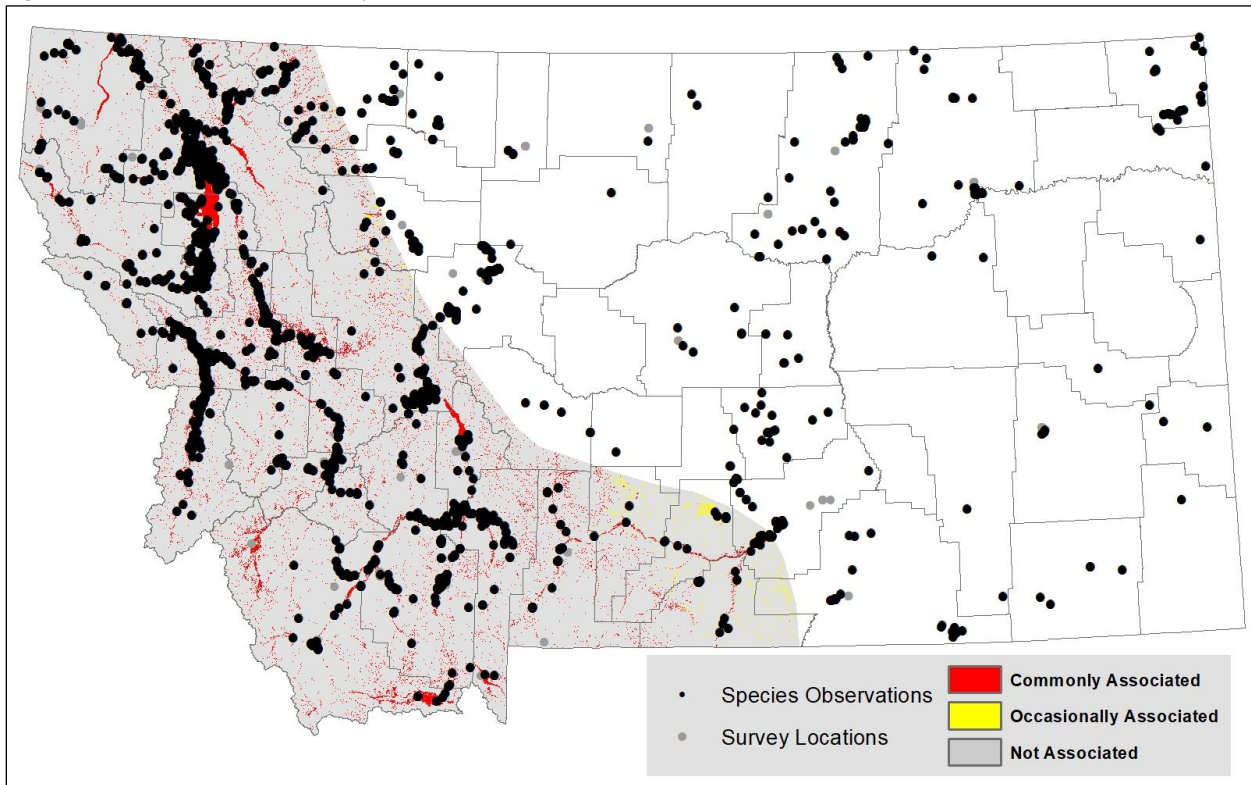 Species Observations
Survey Locations
Commonly Associated
Occasionally Associated
Not Associated